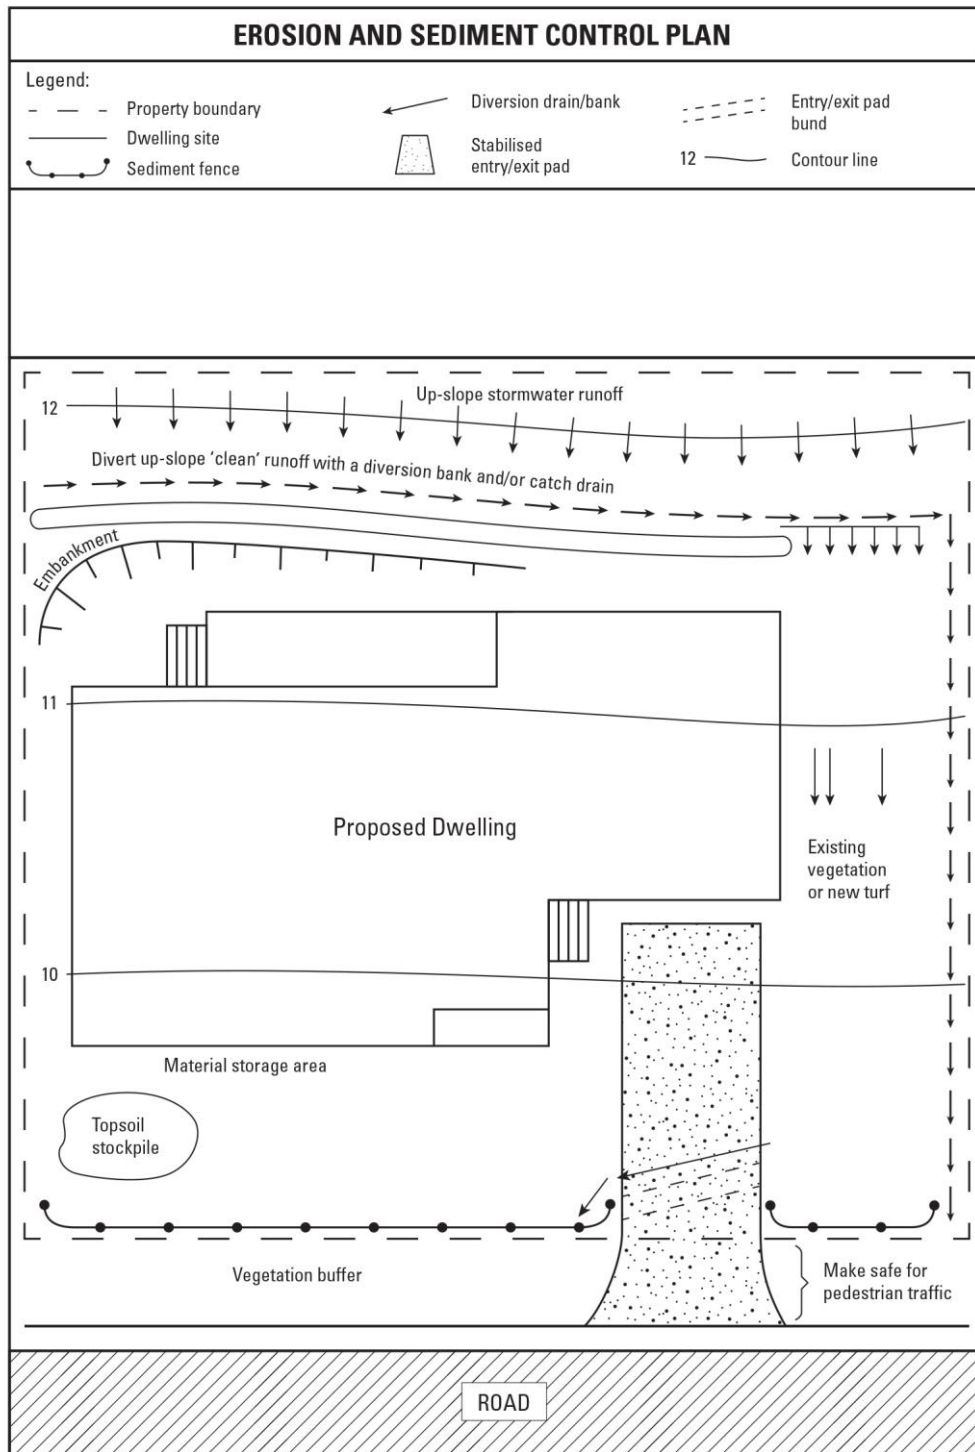 EROSION AND SEDIMENT CONTROL PLAN
Legend:
Property boundary
Dwelling site
Sediment fence
Diversion drain/bank
Stabilised
entry/exit pad
Entry/exit pad
bund
12
Contour line
12
Up-slope stormwater runoff
Divert up-slope 'clean' runoff with a diversion bank and/or catch drain
Embankment
11
Proposed Dwelling
Existing
vegetation
or new turf
10
Material storage area
Topsoil
stockpile
Vegetation buffer
Make safe for
pedestrian traffic
ROAD